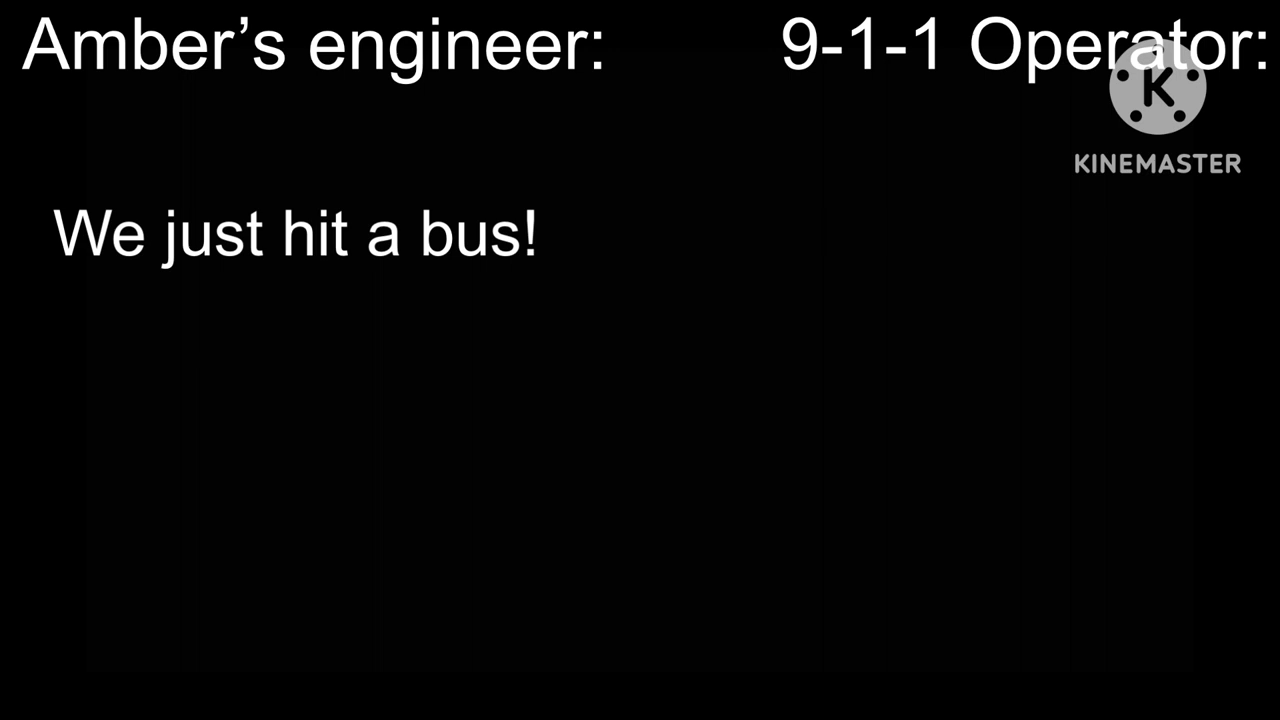 Amber’s engineer:
9-1-1 Operator:
K
KINEMASTER
We just hit a bus!